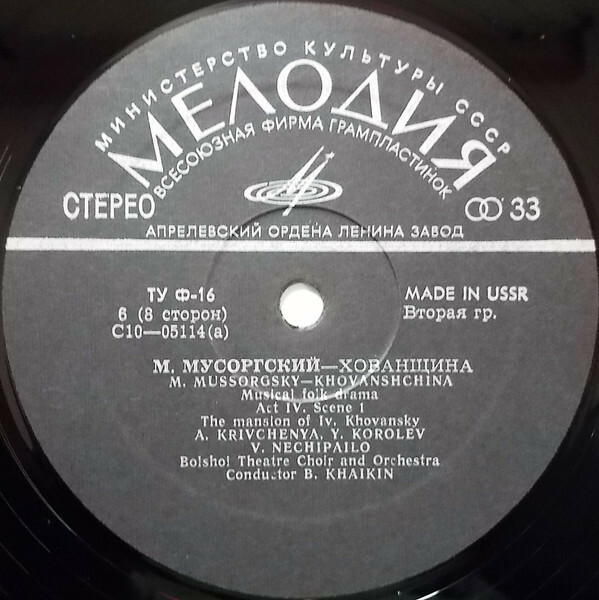 МИНИСТЕРСТВО КУЛЬТУРЫ СССР
МЕЛОДИЯ
ВСЕСОЮЗНАЯ ФИРМА ГРАМПЛАСТИНОК
СТЕРЕО
33
АПРЕЛЕВСКИЙ ОРДЕНА ЛЕНИНА ЗАВОД
ТУ Ф-16
MADE IN USSR
6 (8 сторон)
Вторая гр.
С10—05114(а)
М. МУСОРГСКИЙ—ХОВАНЩИНА
M. MUSSORGSKY—KHOVANSHCHINA
Musical folk drama
Act IV. Scene 1
The mansion of Iv. Khovansky
A. KRIVCHENYA, Y. KOROLEV
V. NECHIPAILO
Bolshoi Theatre Choir and Orchestra
Conductor B. KHAIKIN